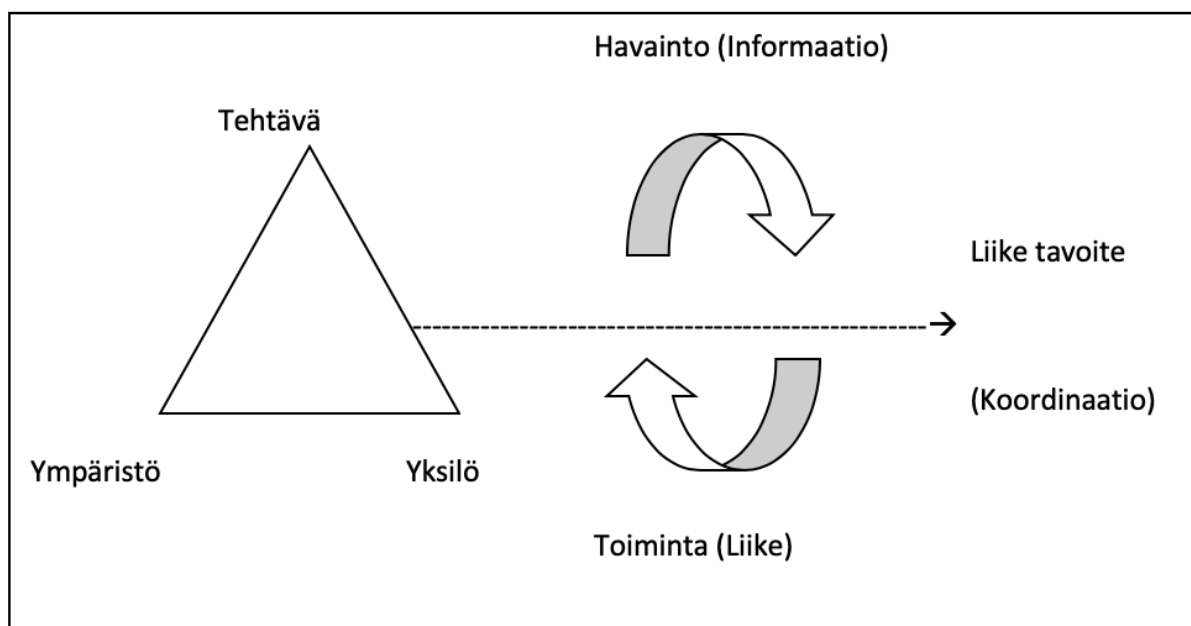 Havainto (Informaatio)
Tehtävä
Liike tavoite
(Koordinaatio)
Ympäristö
Yksilö
Toiminta (Liike)